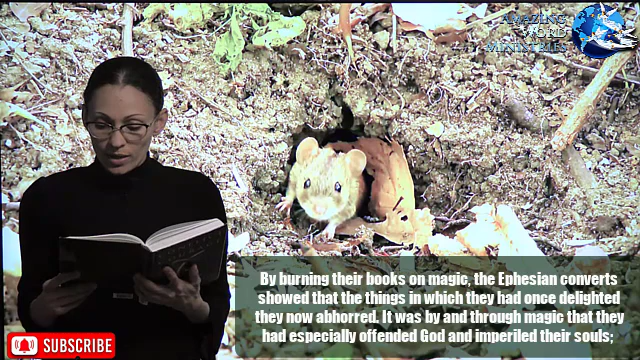 AMAZING
WORD
MINISTRIES
By burning their books on magic, the Ephesian converts
showed that the things in which they had once delighted
they now abhorred. It was by and through magic that they
had especially offended God and imperiled their souls;
SUBSCRIBE